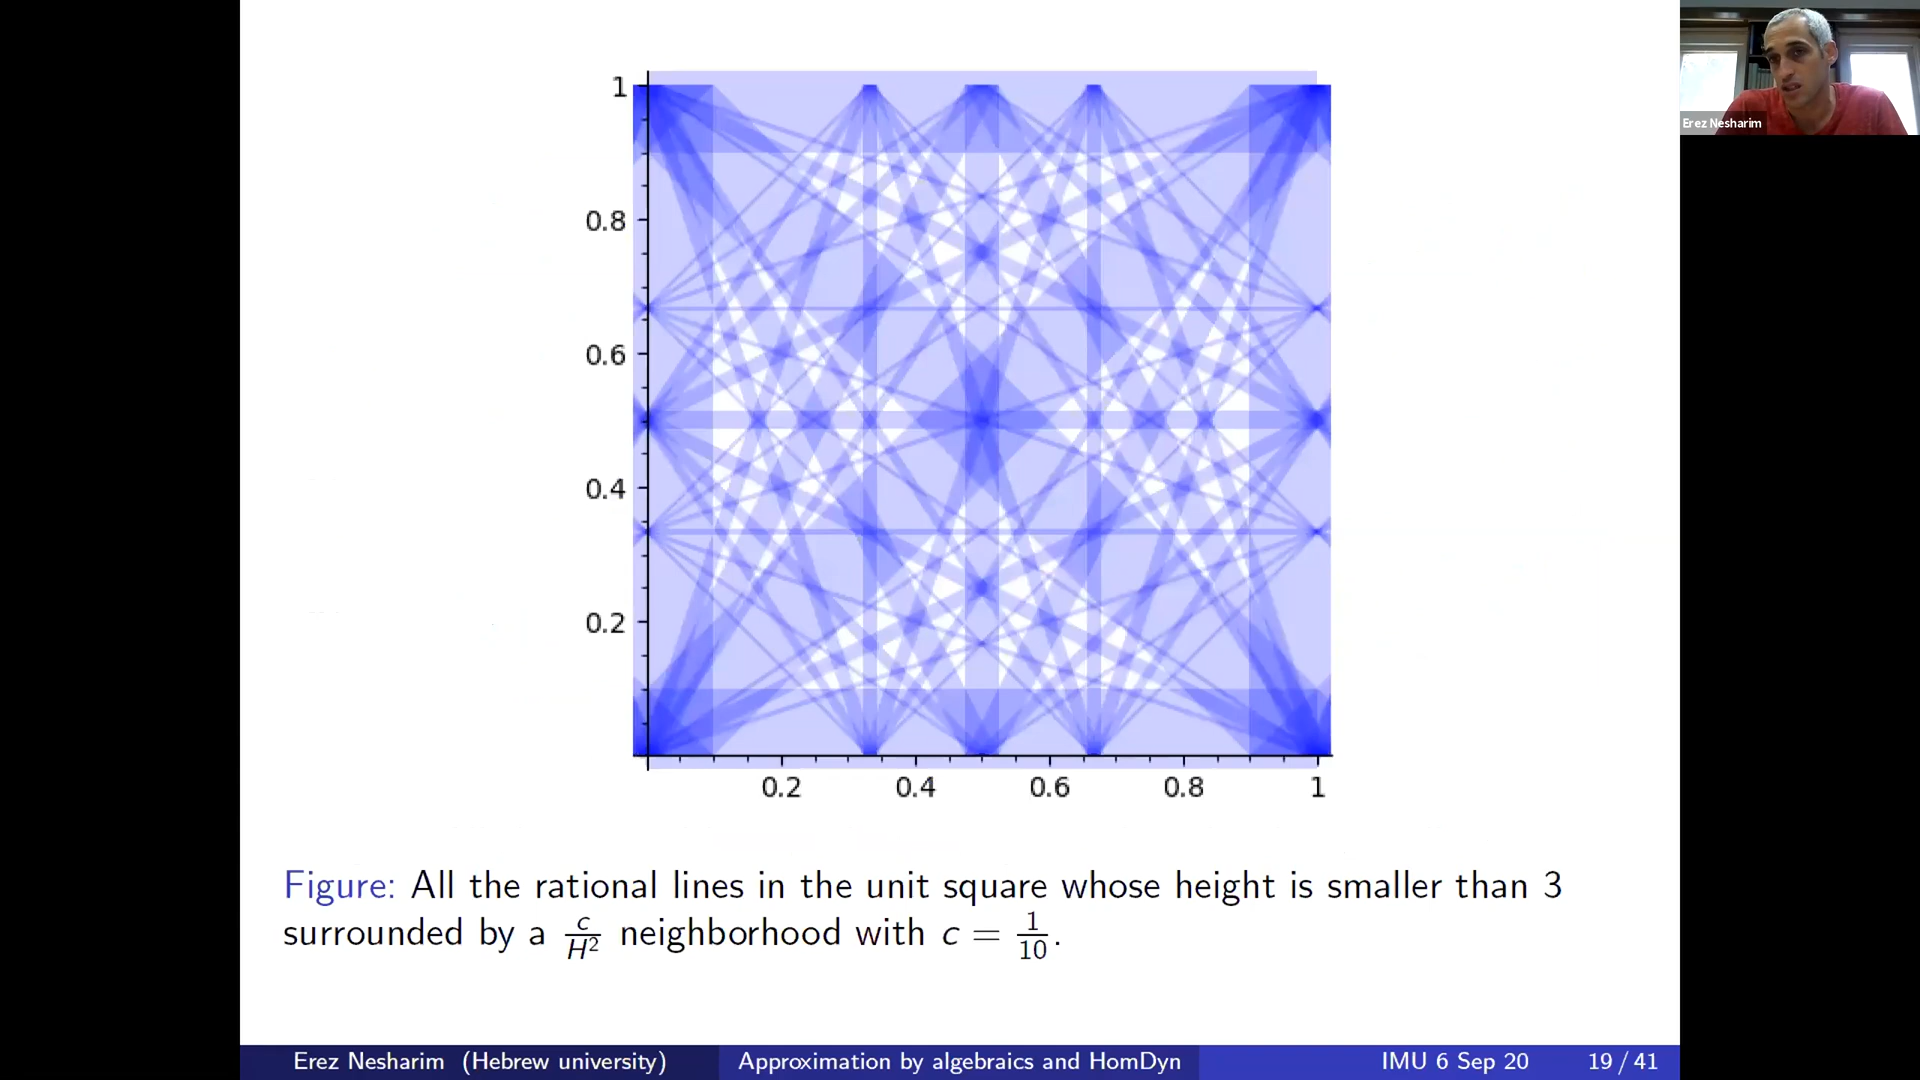 Erez Nesharim
1
0.8
0.6
0.4
0.2
0.2 0.4 0.6 0.8 1
Figure: All the rational lines in the unit square whose height is smaller than 3
surrounded by a c/H² neighborhood with c = 1/10.
Erez Nesharim (Hebrew university) Approximation by algebraics and HomDyn IMU 6 Sep 20 19 / 41